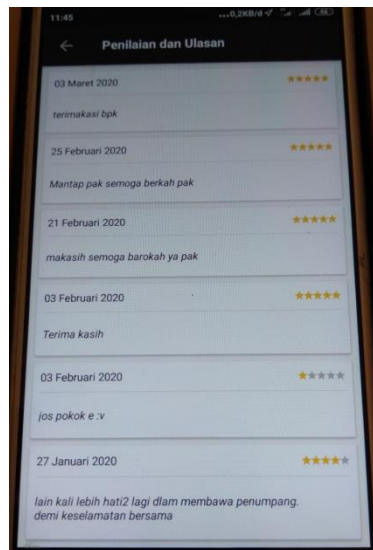 11:45
...0,2KB/d
Penilaian dan Ulasan
03 Maret 2020
terimakasi bpk
25 Februari 2020
Mantap pak semoga berkah pak
21 Februari 2020
makasih semoga barokah ya pak
03 Februari 2020
Terima kasih
03 Februari 2020
jos pokok e :v
27 Januari 2020
lain kali lebih hati2 lagi dlam membawa penumpang.
demi keselamatan bersama